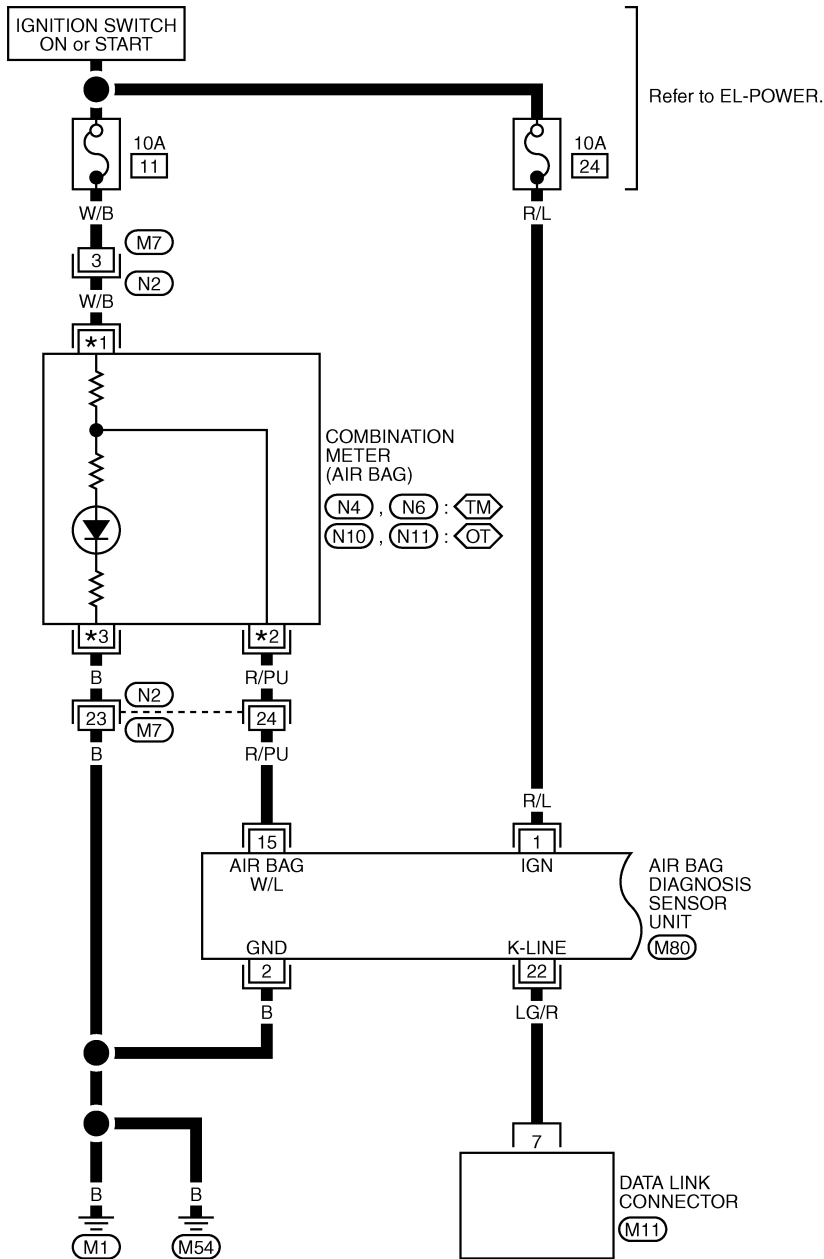 IGNITION SWITCH
ON or START
Refer to EL-POWER.
10A
11
10A
24
W/B
R/L
M7
3
N2
W/B
*1
COMBINATION
METER
(AIR BAG)
N4 , N6 : TM
N10 , N11 : OT
*3
*2
B
R/PU
N2
23
24
M7
B
R/PU
R/L
15
1
AIR BAG
W/L
IGN
AIR BAG
DIAGNOSIS
SENSOR
UNIT
M80
GND
K-LINE
2
22
B
LG/R
7
DATA LINK
CONNECTOR
M11
B
B
M1
M54